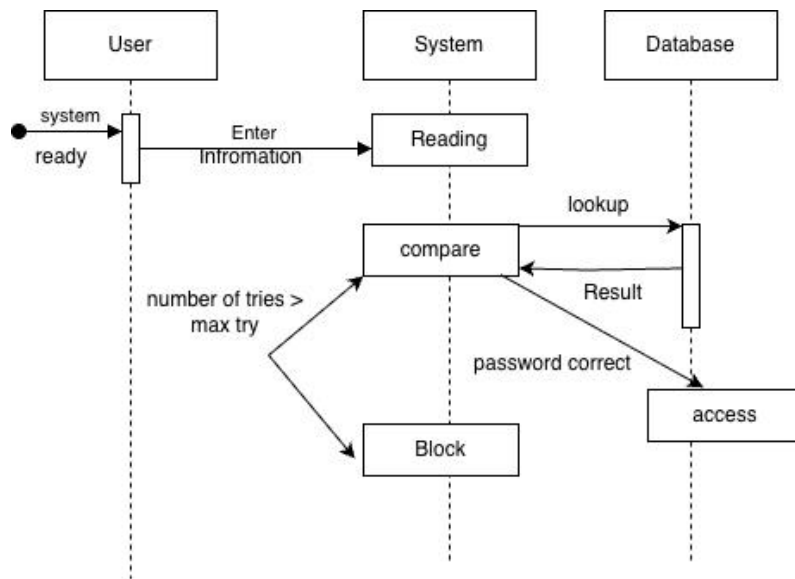 User
System
Database
system
ready
Enter
Infromation
Reading
lookup
compare
Result
number of tries >
max try
password correct
access
Block